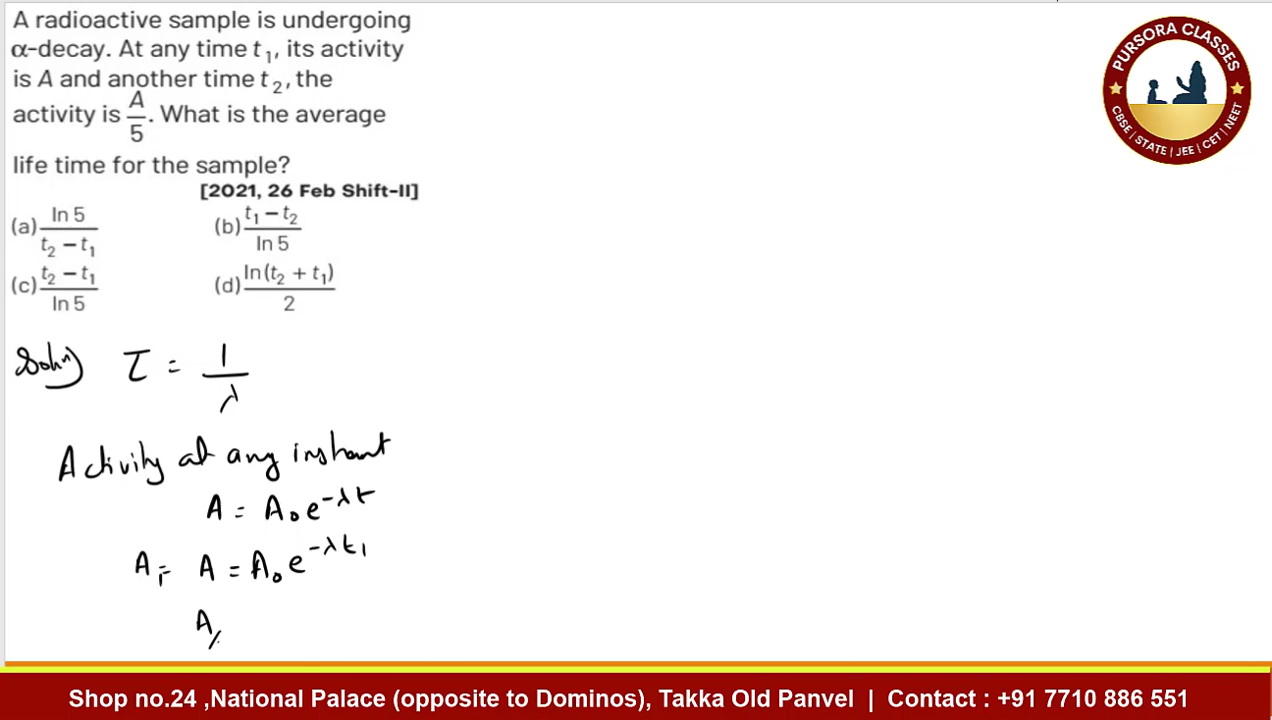 A radioactive sample is undergoing
α-decay. At any time t₁, its activity
is A and another time t₂, the
activity is A/5. What is the average
life time for the sample?
[2021, 26 Feb Shift-II]
(a) ln 5 / t₂ – t₁ (b) t₁ – t₂ / ln 5
(c) t₂ – t₁ / ln 5 (d) ln (t₂ + t₁) / 2
Soln) τ = 1/λ
Activity at any instant
A = A₀e^-λt
A₁ = A = A₀e^-λt₁
A/
PURSORA CLASSES
CBSE | STATE | JEE | CET | NEET
Shop no.24 ,National Palace (opposite to Dominos), Takka Old Panvel | Contact : +91 7710 886 551